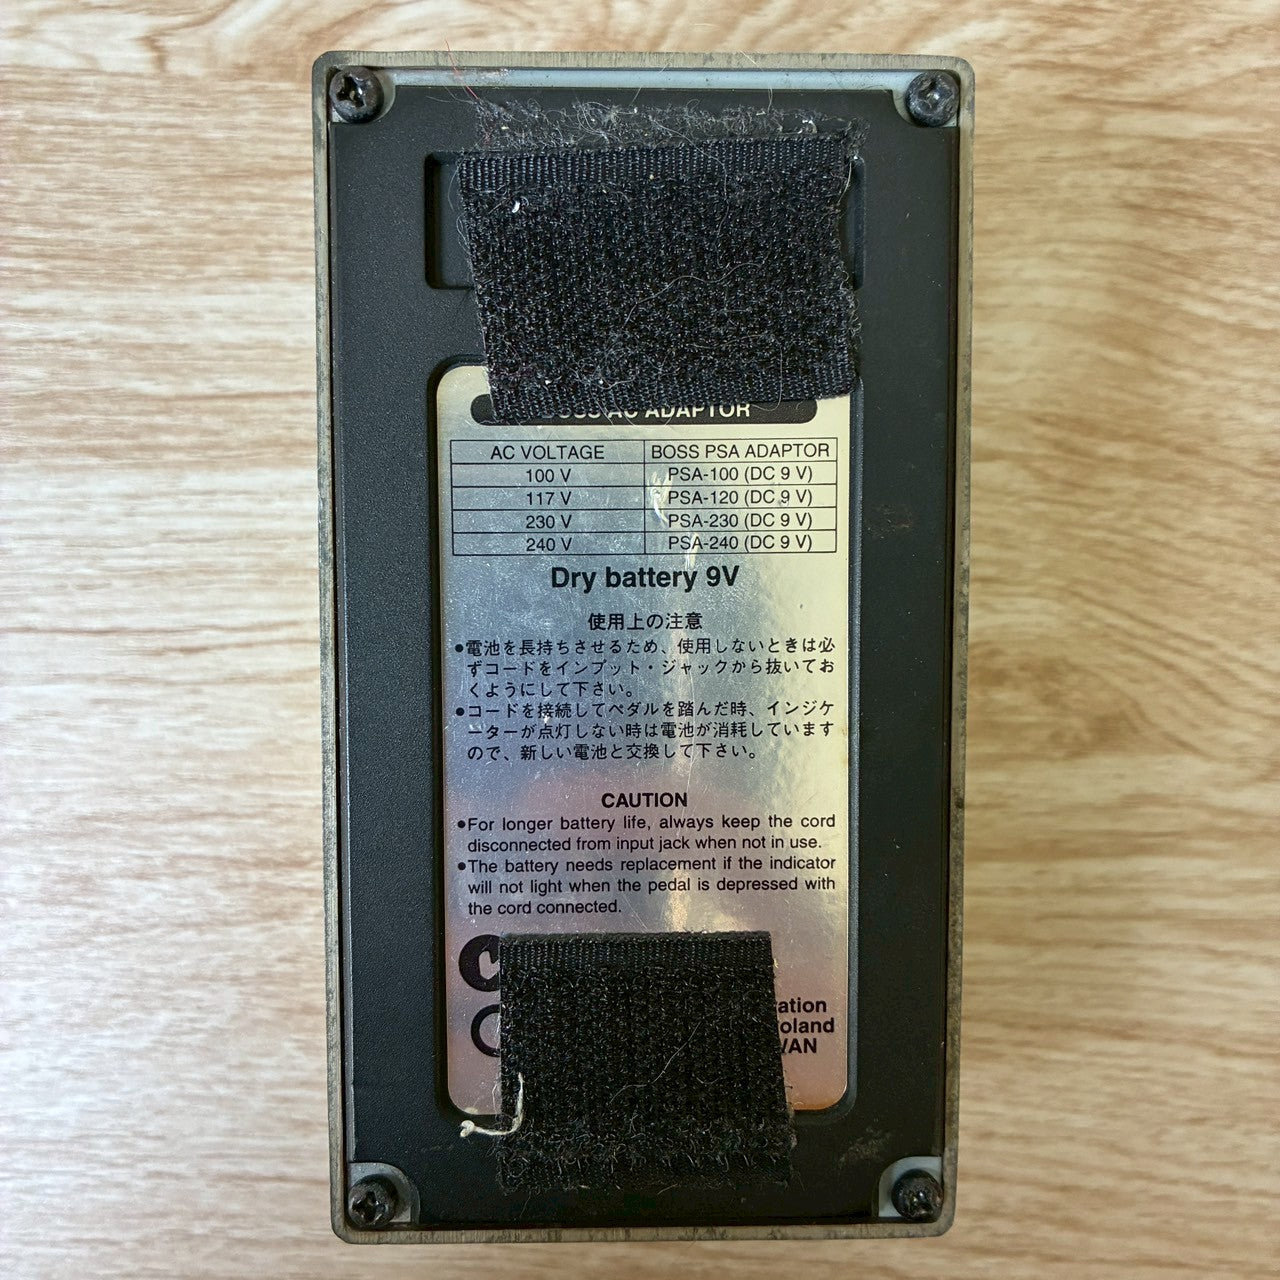 BOSS AC ADAPTOR
AC VOLTAGE BOSS PSA ADAPTOR
100 V PSA-100 (DC 9 V)
117 V PSA-120 (DC 9 V)
230 V PSA-230 (DC 9 V)
240 V PSA-240 (DC 9 V)
Dry battery 9V
使用上の注意
●電池を長持ちさせるため、使用しないときは必
ずコードをインプット・ジャックから抜いてお
くようにして下さい。
●コードを接続してペダルを踏んだ時、インジケ
ーターが点灯しない時は電池が消耗しています
ので、新しい電池と交換して下さい。
CAUTION
●For longer battery life, always keep the cord
disconnected from input jack when not in use.
●The battery needs replacement if the indicator
will not light when the pedal is depressed with
the cord connected.